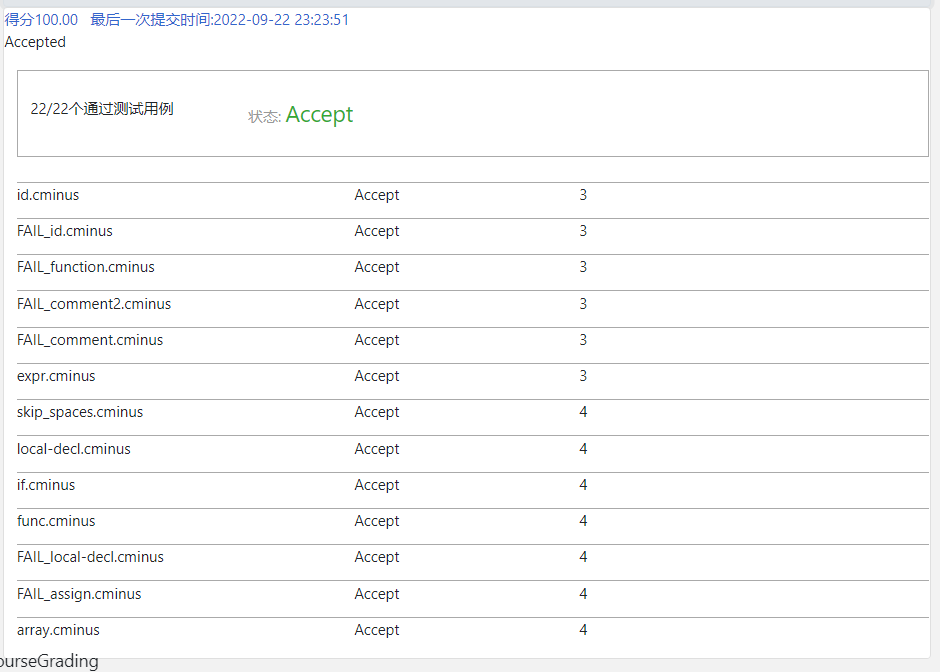 得分100.00 最后一次提交时间:2022-09-22 23:23:51
Accepted
22/22个通过测试用例 状态: Accept
id.cminus Accept 3
FAIL_id.cminus Accept 3
FAIL_function.cminus Accept 3
FAIL_comment2.cminus Accept 3
FAIL_comment.cminus Accept 3
expr.cminus Accept 3
skip_spaces.cminus Accept 4
local-decl.cminus Accept 4
if.cminus Accept 4
func.cminus Accept 4
FAIL_local-decl.cminus Accept 4
FAIL_assign.cminus Accept 4
array.cminus Accept 4
ourseGrading